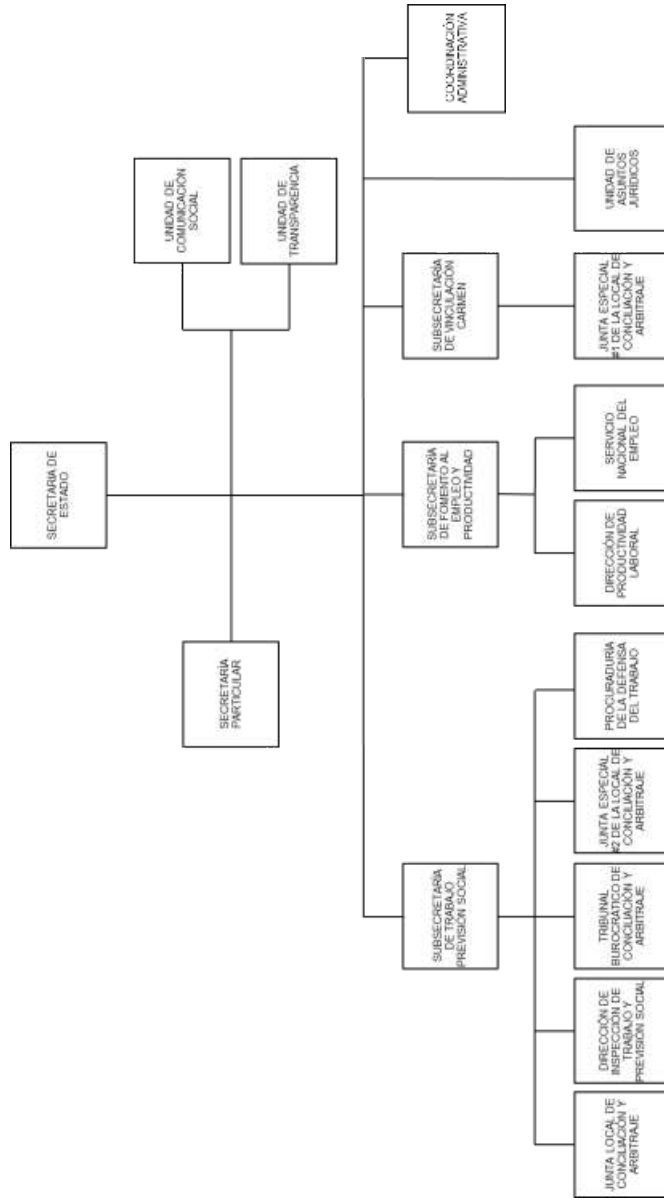 SECRETARIA DE
ESTADO
SECRETARÍA
PARTICULAR
UNIDAD DE
COMUNICACIÓN
SOCIAL
UNIDAD DE
TRANSPARENCIA
SUBSECRETARÍA
DE TRABAJO
PREVISIÓN SOCIAL
SUBSECRETARÍA
DE FOMENTO AL
EMPLEO Y
PRODUCTIVIDAD
SUBSECRETARÍA
DE VINCULACIÓN
CARMEN
COORDINACIÓN
ADMINISTRATIVA
JUNTA LOCAL DE
CONCILIACIÓN Y
ARBITRAJE
DIRECCIÓN DE
INSPECCIÓN DE
TRABAJO Y
PREVISIÓN SOCIAL
TRIBUNAL
BUROCRÁTICO DE
CONCILIACIÓN Y
ARBITRAJE
JUNTA ESPECIAL
#2 DE LA LOCAL DE
CONCILIACIÓN Y
ARBITRAJE
PROCURADURÍA
DE LA DEFENSA
DEL TRABAJO
DIRECCIÓN DE
PRODUCTIVIDAD
LABORAL
SERVICIO
NACIONAL DEL
EMPLEO
JUNTA ESPECIAL
#1 DE LA LOCAL DE
CONCILIACIÓN Y
ARBITRAJE
UNIDAD DE
ASUNTOS
JURÍDICOS